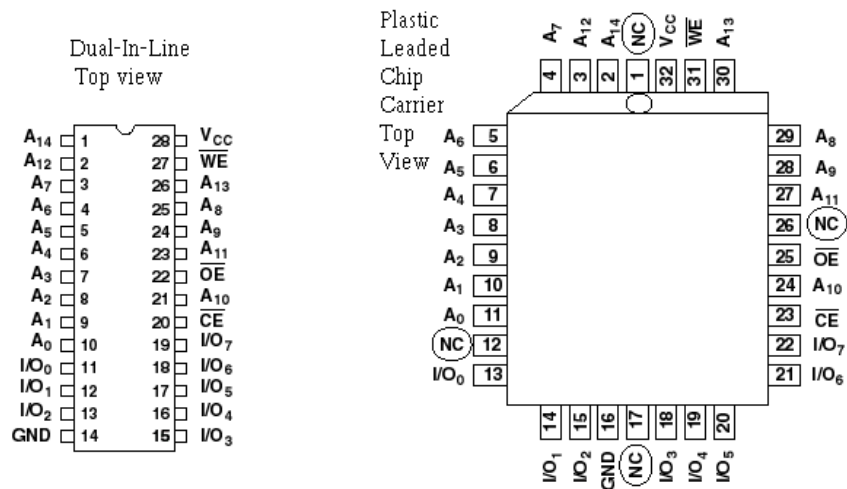 Dual-In-Line
Top view
A14 1 28 VCC
A12 2 27 WE
A7 3 26 A13
A6 4 25 A8
A5 5 24 A9
A4 6 23 A11
A3 7 22 OE
A2 8 21 A10
A1 9 20 CE
A0 10 19 I/O7
I/O0 11 18 I/O6
I/O1 12 17 I/O5
I/O2 13 16 I/O4
GND 14 15 I/O3
Plastic
Leaded
Chip
Carrier
Top
View
A7 A12 A14 NC VCC WE A13
4 3 2 1 32 31 30
A6 5 29 A8
A5 6 28 A9
A4 7 27 A11
A3 8 26 NC
A2 9 25 OE
A1 10 24 A10
A0 11 23 CE
NC 12 22 I/O7
I/O0 13 21 I/O6
14 15 16 17 18 19 20
I/O1 I/O2 GND NC I/O3 I/O4 I/O5